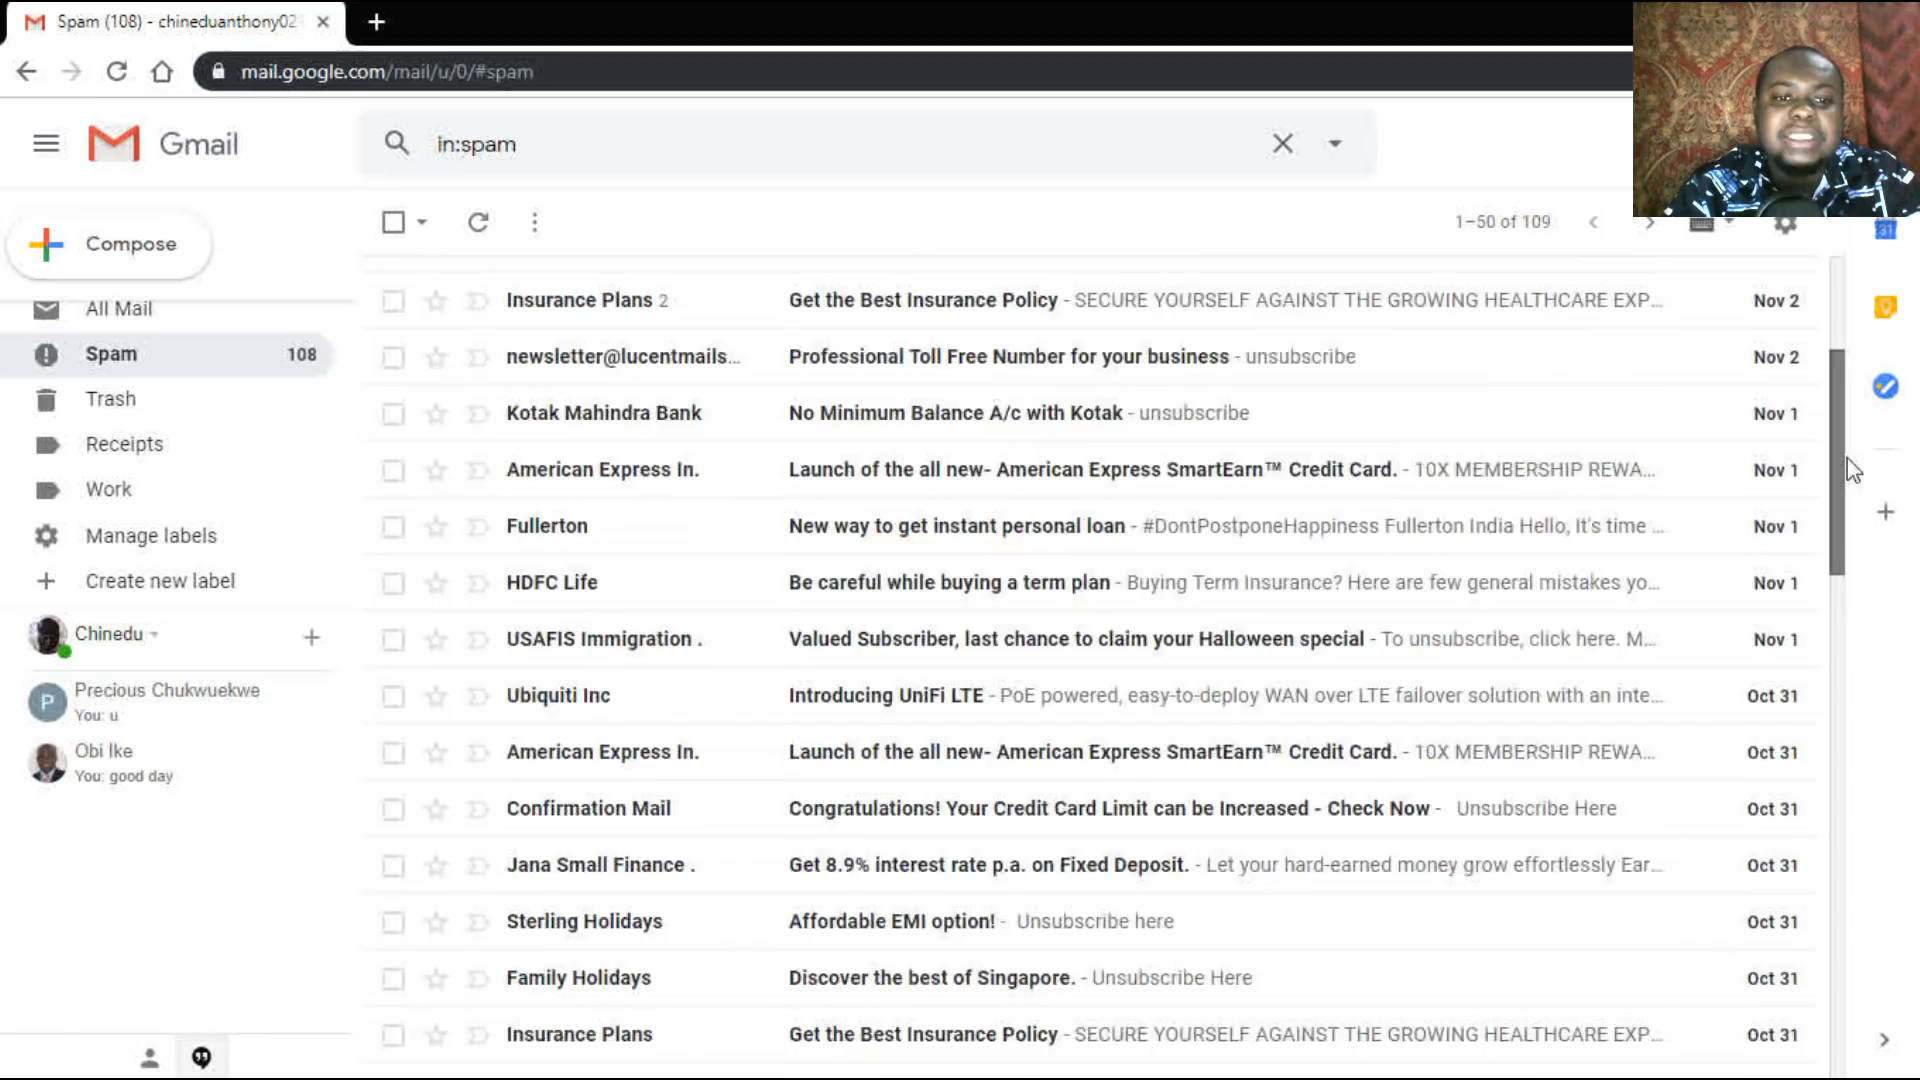 Spam (108) - chineduanthony02
mail.google.com/mail/u/0/#spam
Gmail
in:spam
Compose
1–50 of 109
31
All Mail
Spam 108
Trash
Receipts
Work
Manage labels
Create new label
Chinedu
P
Precious Chukwuekwe
You: u
Obi Ike
You: good day
Insurance Plans 2 Get the Best Insurance Policy - SECURE YOURSELF AGAINST THE GROWING HEALTHCARE EXP... Nov 2
newsletter@lucentmails... Professional Toll Free Number for your business - unsubscribe Nov 2
Kotak Mahindra Bank No Minimum Balance A/c with Kotak - unsubscribe Nov 1
American Express In. Launch of the all new- American Express SmartEarn™ Credit Card. - 10X MEMBERSHIP REWA... Nov 1
Fullerton New way to get instant personal loan - #DontPostponeHappiness Fullerton India Hello, It's time ... Nov 1
HDFC Life Be careful while buying a term plan - Buying Term Insurance? Here are few general mistakes yo... Nov 1
USAFIS Immigration . Valued Subscriber, last chance to claim your Halloween special - To unsubscribe, click here. M... Nov 1
Ubiquiti Inc Introducing UniFi LTE - PoE powered, easy-to-deploy WAN over LTE failover solution with an inte... Oct 31
American Express In. Launch of the all new- American Express SmartEarn™ Credit Card. - 10X MEMBERSHIP REWA... Oct 31
Confirmation Mail Congratulations! Your Credit Card Limit can be Increased - Check Now - Unsubscribe Here Oct 31
Jana Small Finance . Get 8.9% interest rate p.a. on Fixed Deposit. - Let your hard-earned money grow effortlessly Ear... Oct 31
Sterling Holidays Affordable EMI option! - Unsubscribe here Oct 31
Family Holidays Discover the best of Singapore. - Unsubscribe Here Oct 31
Insurance Plans Get the Best Insurance Policy - SECURE YOURSELF AGAINST THE GROWING HEALTHCARE EXP... Oct 31